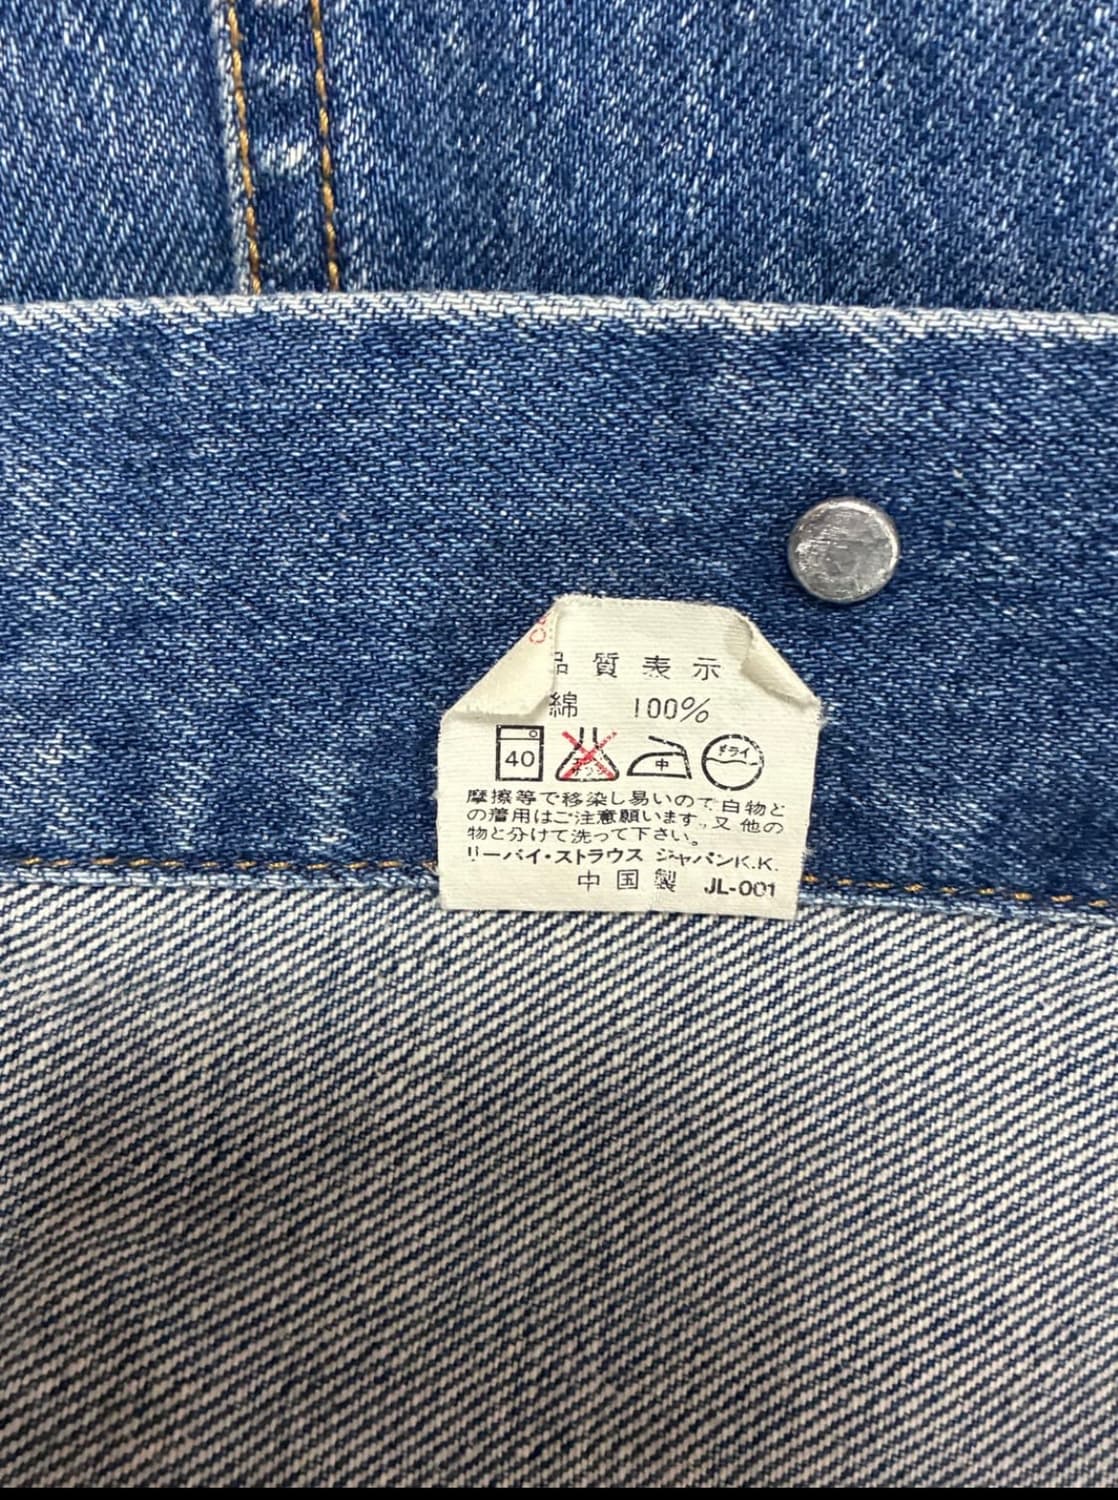 品質表示
綿 100%
40 中 ドライ
摩擦等で移染し易いので白物と
の着用はご注意願います。又他の
物と分けて洗って下さい。
リーバイ・ストラウス ジャパンK.K.
中国製 JL-001